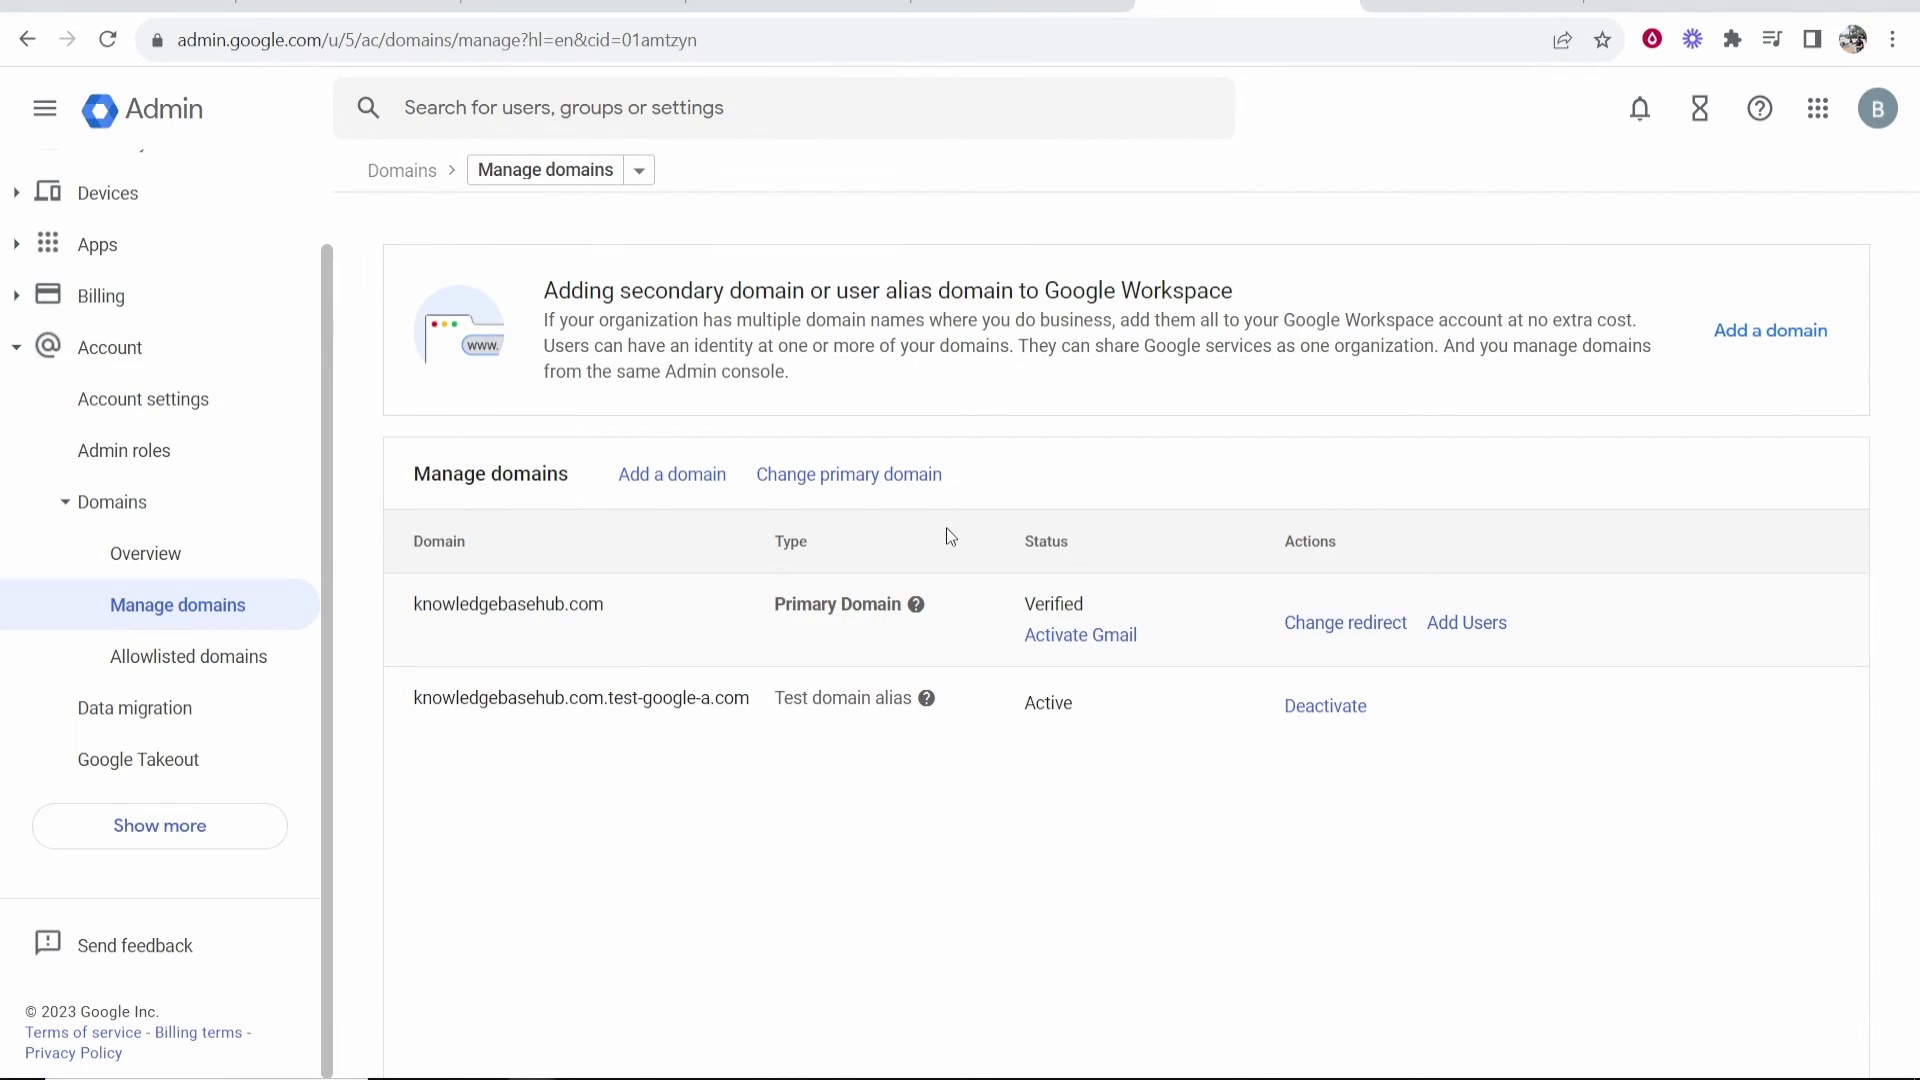 admin.google.com/u/5/ac/domains/manage?hl=en&cid=01amtzyn
Admin
Search for users, groups or settings
B
Domains
Manage domains
Devices
Apps
Billing
Account
Account settings
Admin roles
Domains
Overview
Manage domains
Allowlisted domains
Data migration
Google Takeout
Show more
Send feedback
© 2023 Google Inc.
Terms of service - Billing terms -
Privacy Policy
www.
Adding secondary domain or user alias domain to Google Workspace
If your organization has multiple domain names where you do business, add them all to your Google Workspace account at no extra cost.
Users can have an identity at one or more of your domains. They can share Google services as one organization. And you manage domains
from the same Admin console.
Add a domain
Manage domains Add a domain Change primary domain
Domain Type Status Actions
knowledgebasehub.com Primary Domain Verified
Activate Gmail
Change redirect Add Users
knowledgebasehub.com.test-google-a.com Test domain alias Active Deactivate